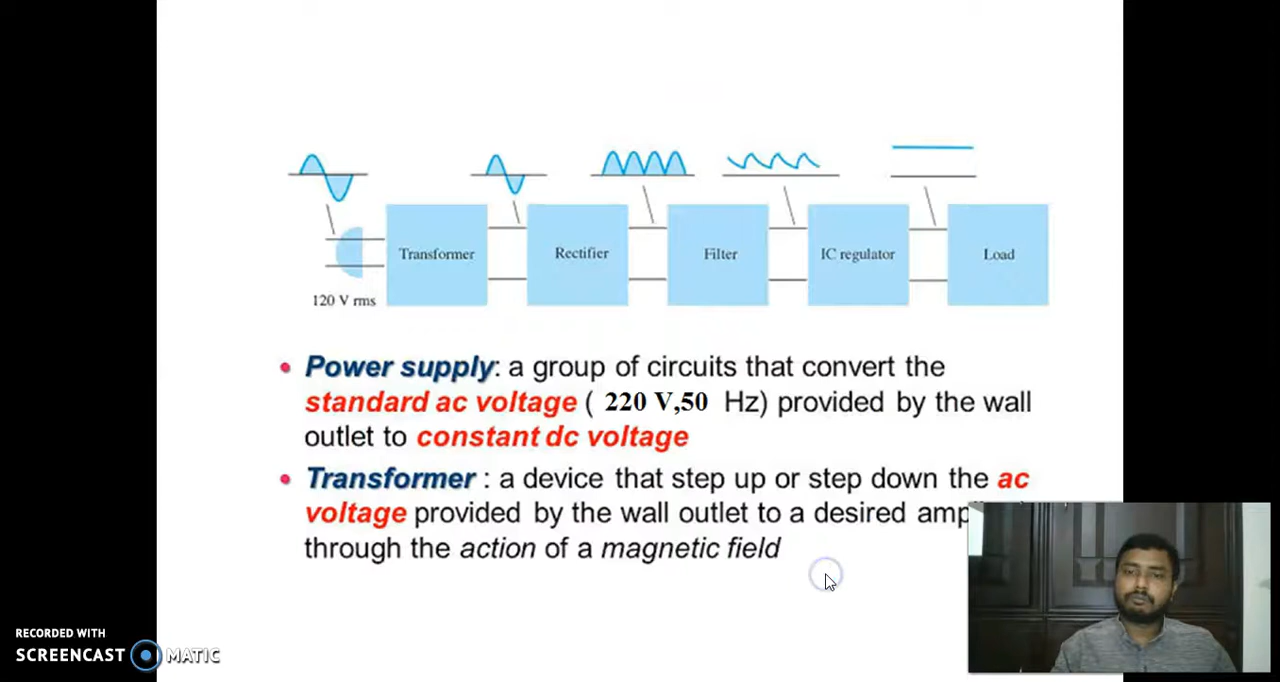 Transformer
Rectifier
Filter
IC regulator
Load
120 V rms
• Power supply: a group of circuits that convert the
standard ac voltage ( 220 V,50 Hz) provided by the wall
outlet to constant dc voltage
• Transformer : a device that step up or step down the ac
voltage provided by the wall outlet to a desired
through the action of a magnetic field
RECORDED WITH
SCREENCAST MATIC